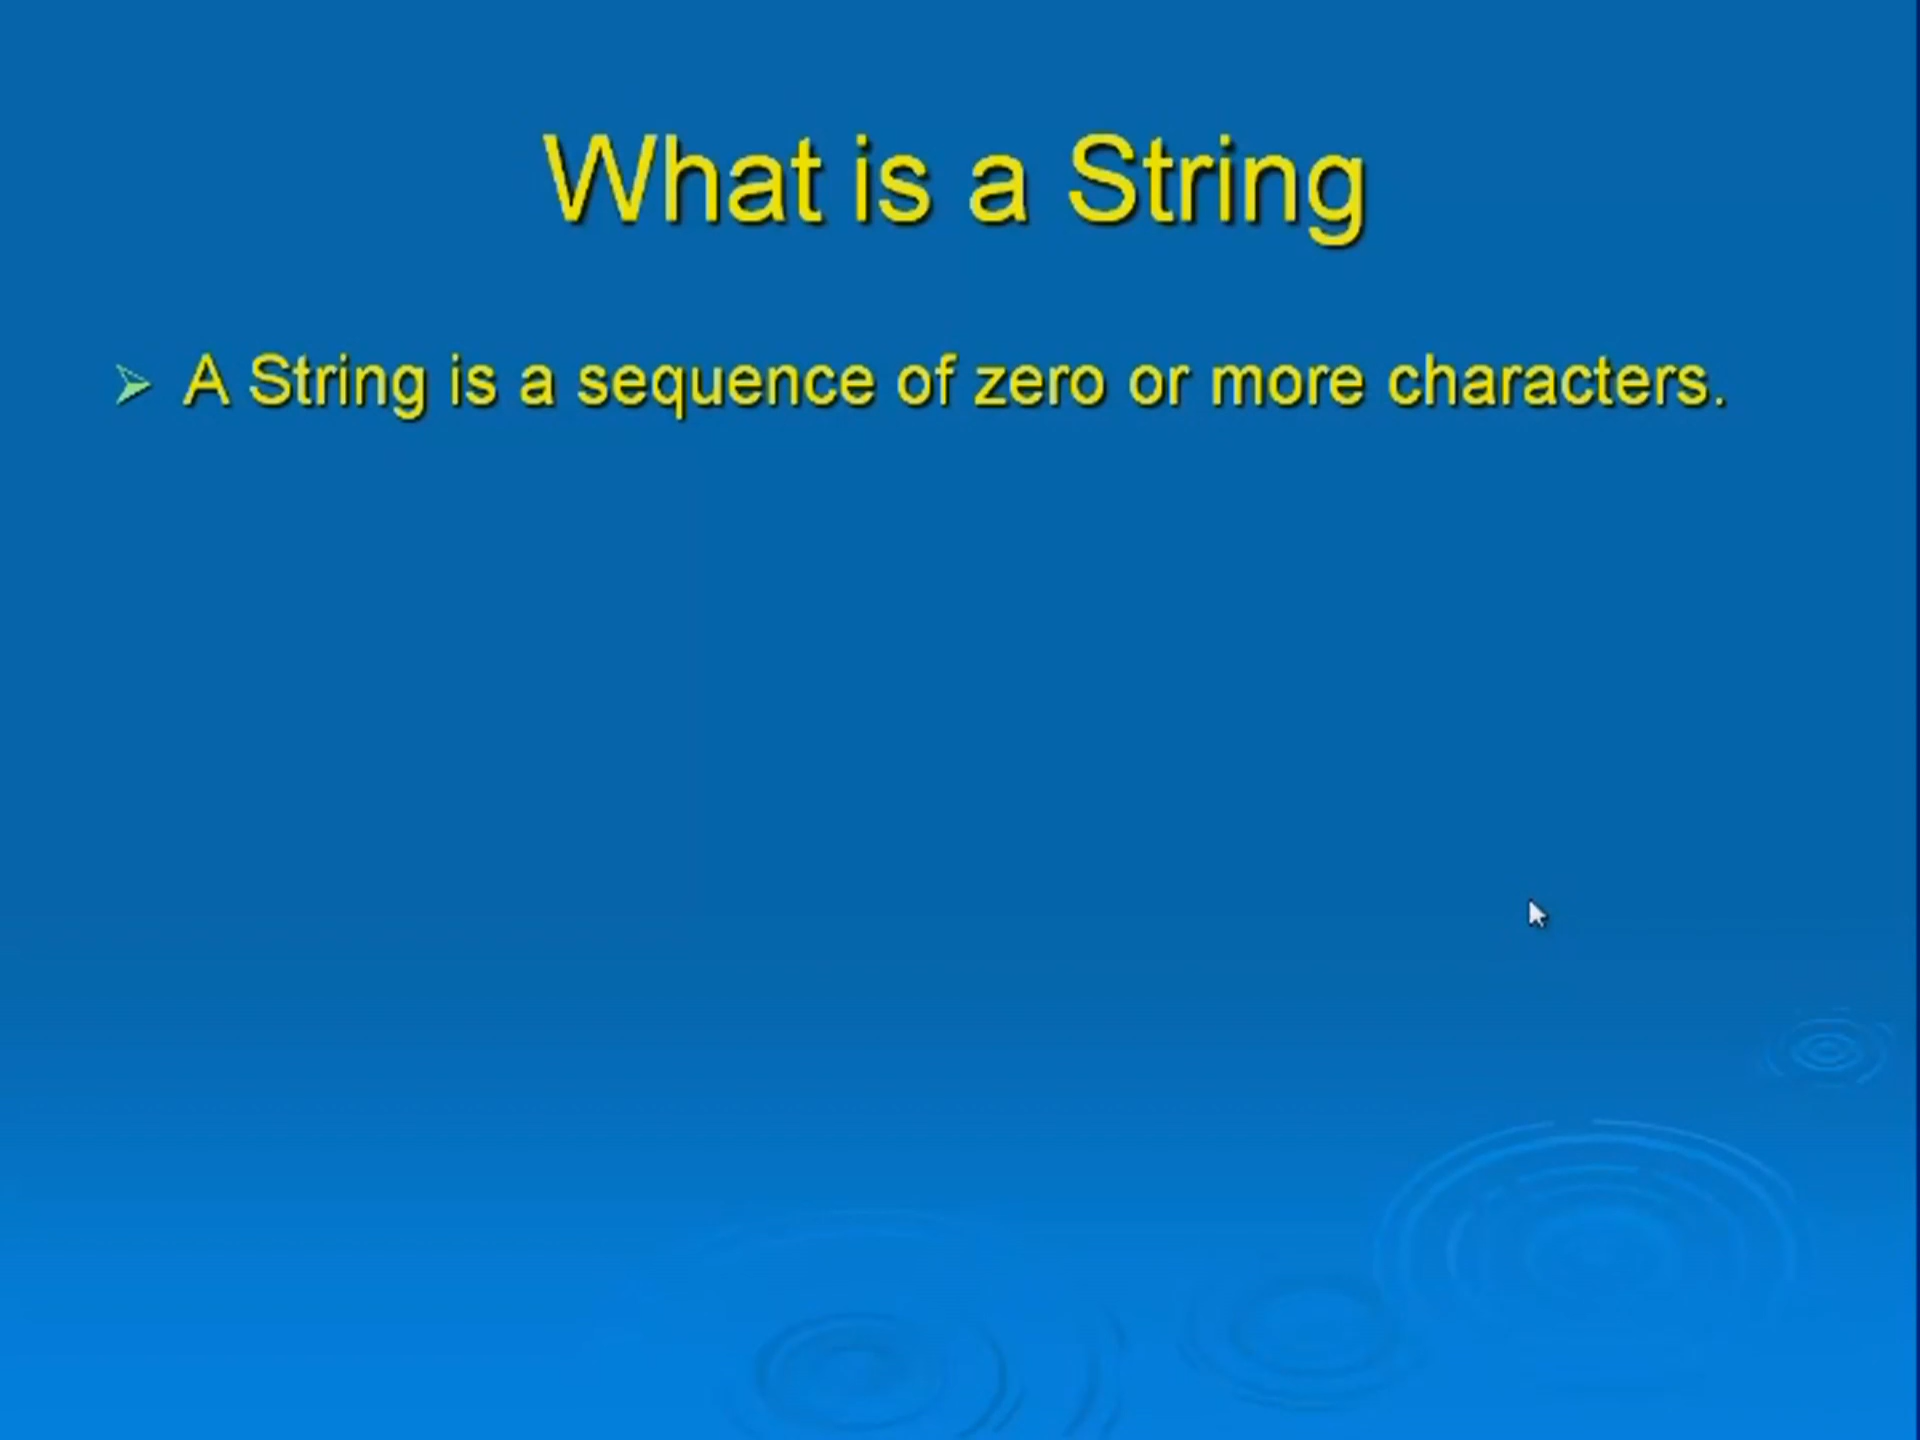 What is a String
A String is a sequence of zero or more characters.